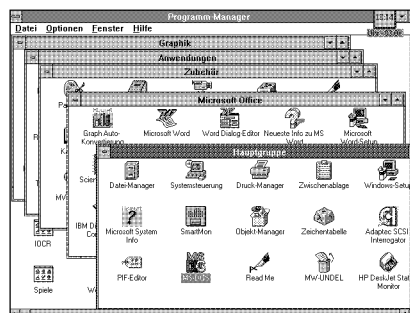 Programm-Manager
18:14
Datei Optionen Fenster Hilfe
Graphik
Anwendungen
Zubehör
Microsoft Office
Graph Auto-Konvertierung
Microsoft Word
Word Dialog-Editor
Neueste Info zu MS Word
Microsoft Word-Setup
Hauptgruppe
Datei-Manager
Systemsteuerung
Druck-Manager
Zwischenablage
Windows-Setup
Microsoft System Info
SmartMon
Objekt-Manager
Zeichentabelle
Adaptec SCSI Interrogator
PIF-Editor
MS-DOS
Read Me
MW-UNDEL
HP DeskJet Stat Monitor
IOCR
Spiele